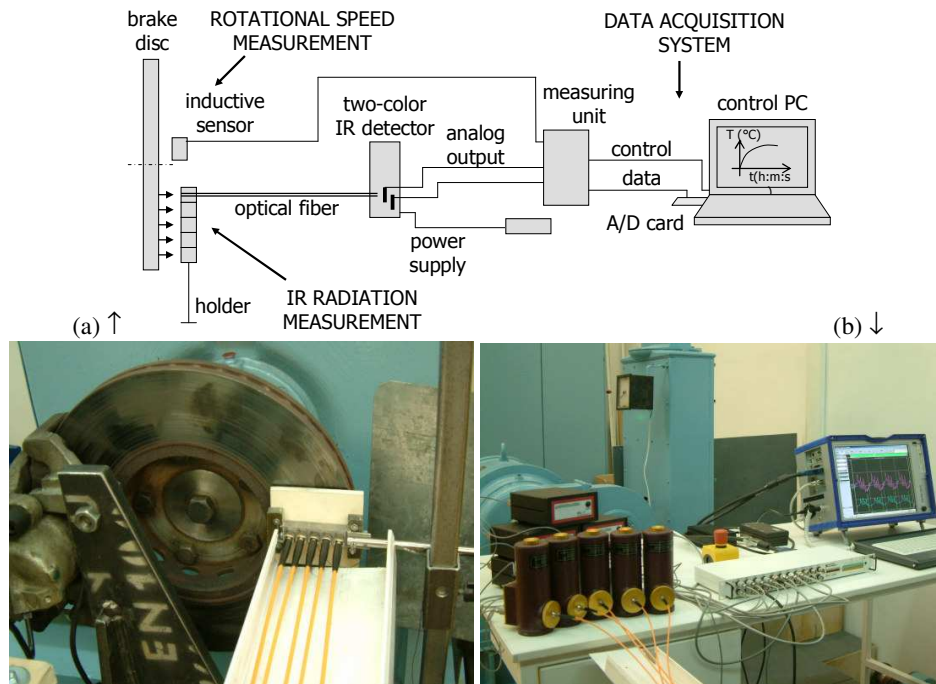 brake
disc
ROTATIONAL SPEED
MEASUREMENT
DATA ACQUISITION
SYSTEM
inductive
sensor
two-color
IR detector
analog
output
measuring
unit
control PC
T (°C)
t(h:m:s
control
data
A/D card
optical fiber
power
supply
holder
IR RADIATION
MEASUREMENT
(a) ↑
(b) ↓